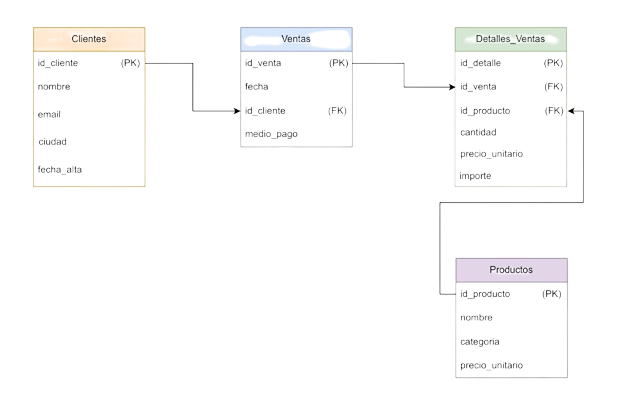 Clientes
id_cliente (PK)
nombre
email
ciudad
fecha_alta
Ventas
id_venta (PK)
fecha
id_cliente (FK)
medio_pago
Detalles_Ventas
id_detalle (PK)
id_venta (FK)
id_producto (FK)
cantidad
precio_unitario
importe
Productos
id_producto (PK)
nombre
categoria
precio_unitario